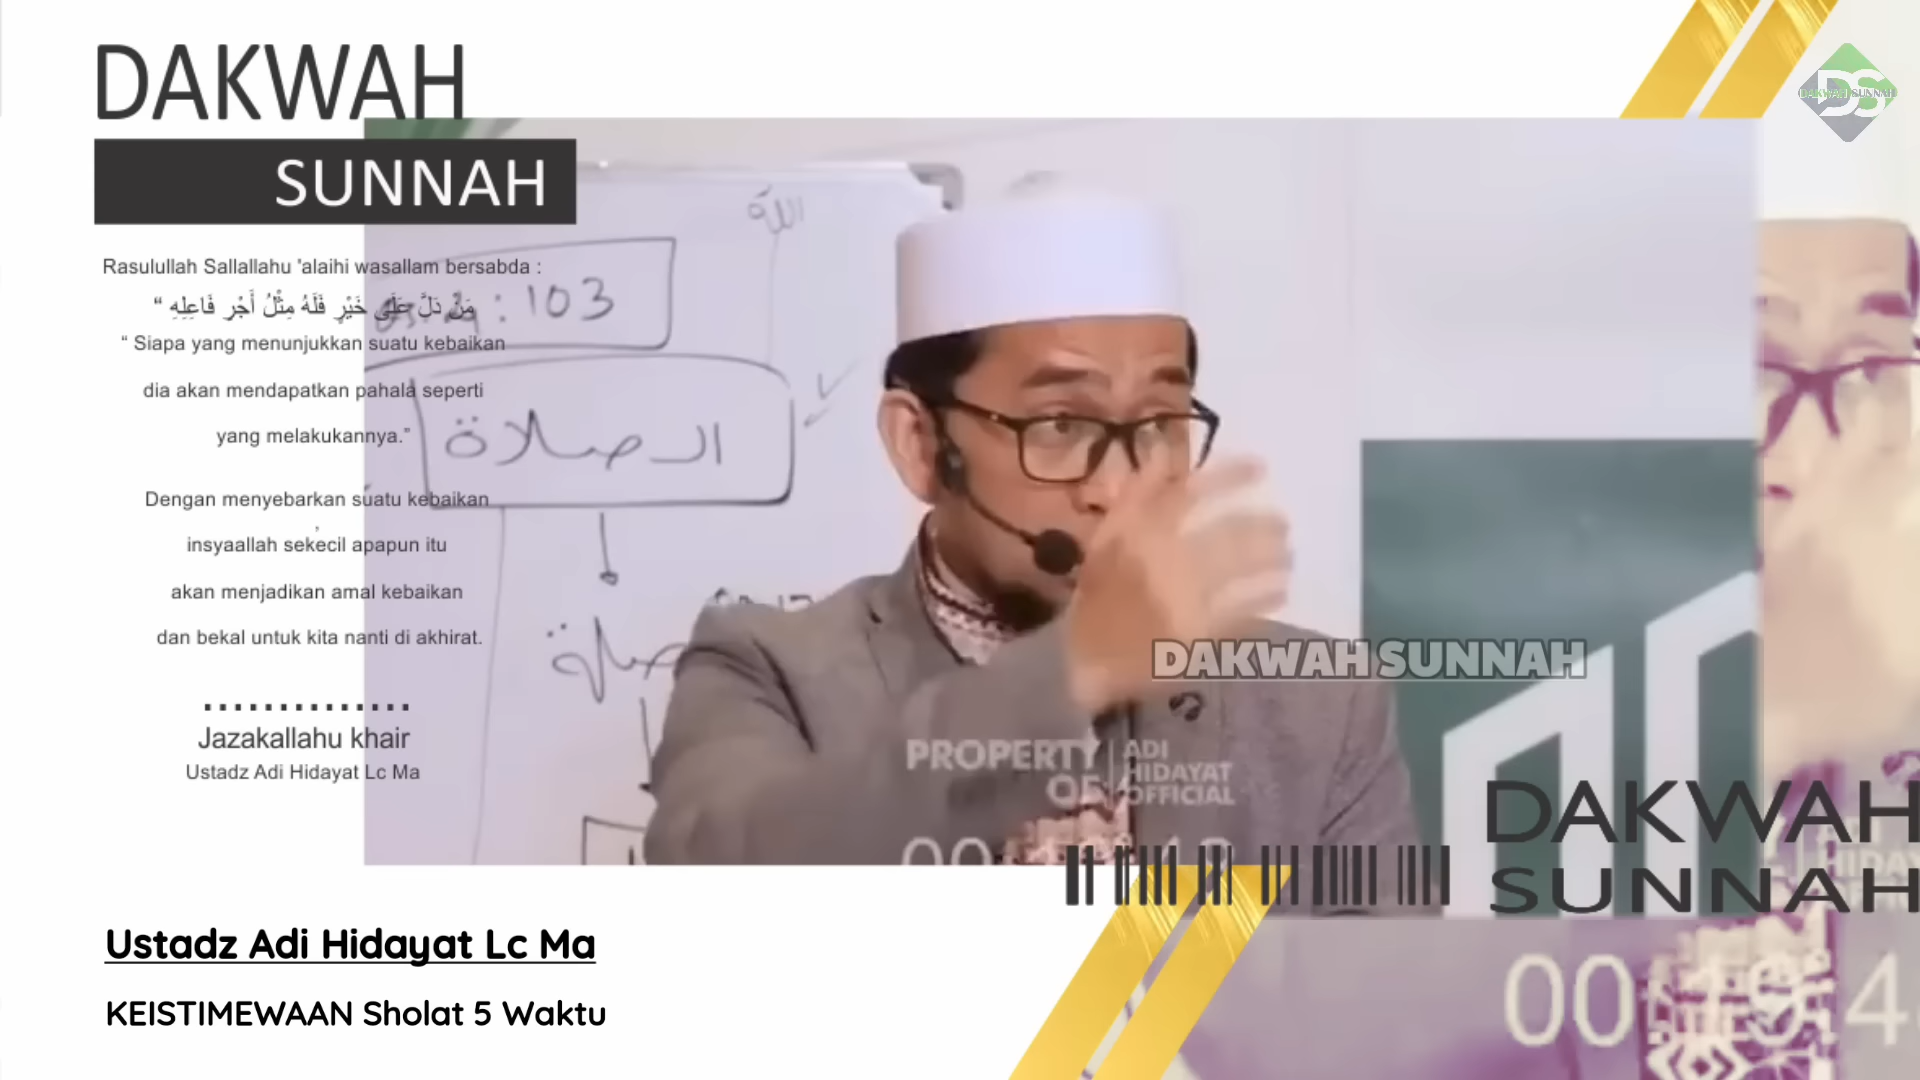 DAKWAH
SUNNAH
DAKWAH SUNNAH
Rasulullah Sallallahu 'alaihi wasallam bersabda :
“ مَنْ دَلَّ عَلَى خَيْرٍ فَلَهُ مِثْلُ أَجْرِ فَاعِلِهِ
“ Siapa yang menunjukkan suatu kebaikan
dia akan mendapatkan pahala seperti
yang melakukannya.”
Dengan menyebarkan suatu kebaikan
insyaallah sekecil apapun itu
akan menjadikan amal kebaikan
dan bekal untuk kita nanti di akhirat.
..............
Jazakallahu khair
Ustadz Adi Hidayat Lc Ma
الله
: 103
الصلاة
DAKWAH SUNNAH
PROPERTY OF
ADI HIDAYAT OFFICIAL
DAKWAH
SUNNAH
Ustadz Adi Hidayat Lc Ma
KEISTIMEWAAN Sholat 5 Waktu